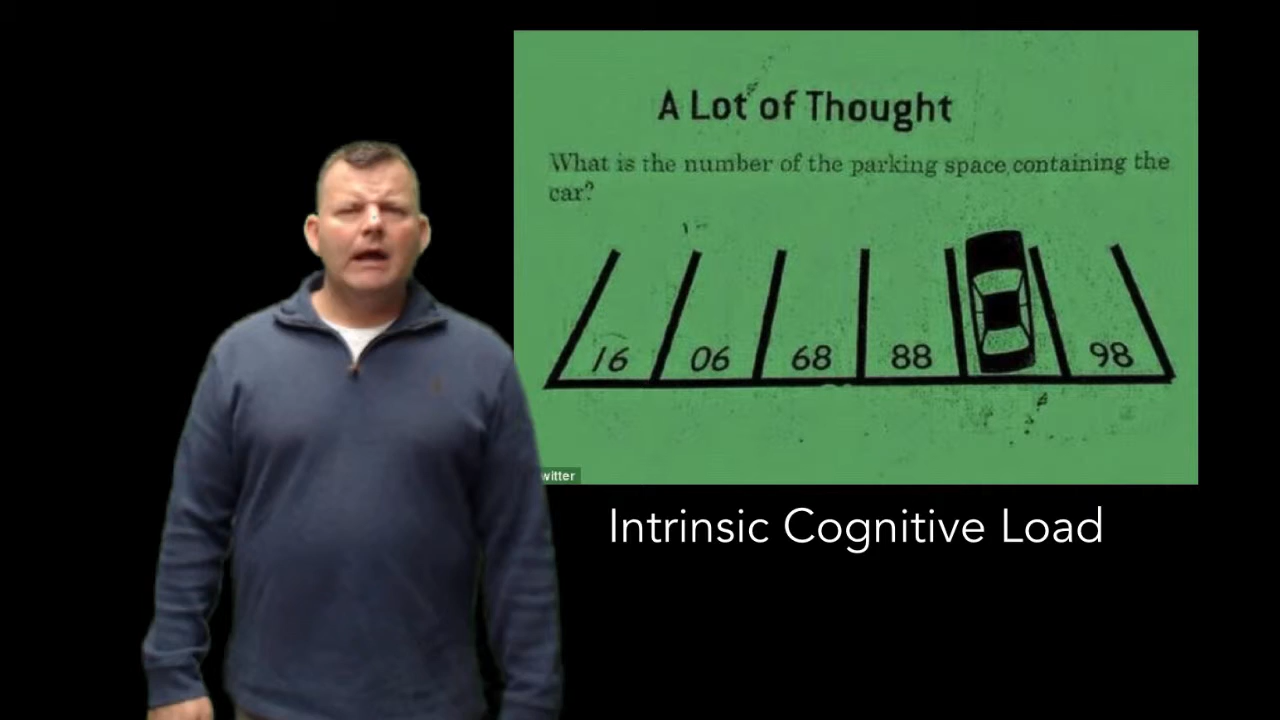 A Lot of Thought
What is the number of the parking space containing the
car?
16 06 68 88 98
witter
Intrinsic Cognitive Load